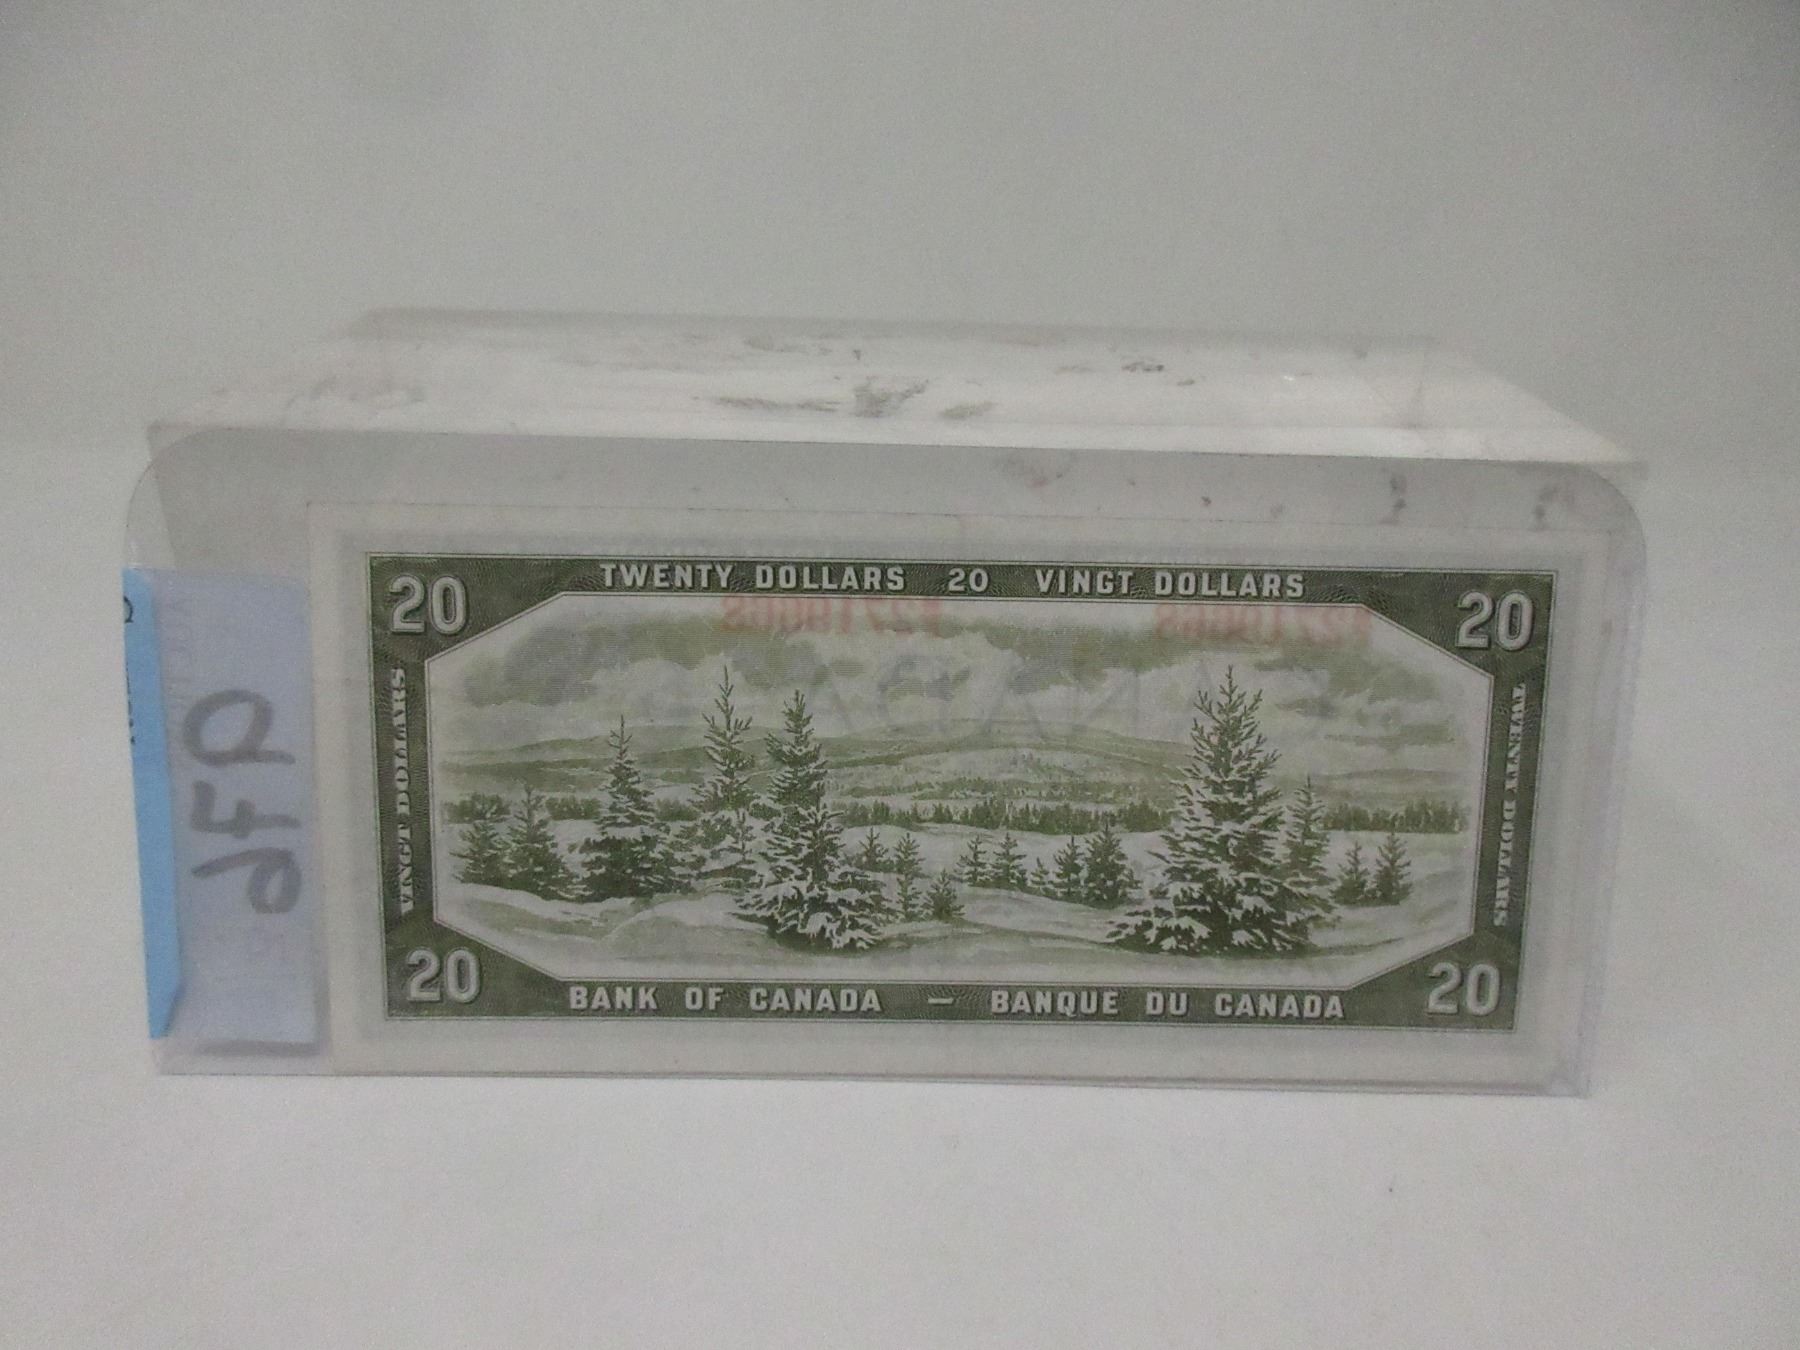 TWENTY DOLLARS 20 VINGT DOLLARS
20 20
VINGT DOLLARS
TWENTY DOLLARS
20 20
BANK OF CANADA — BANQUE DU CANADA